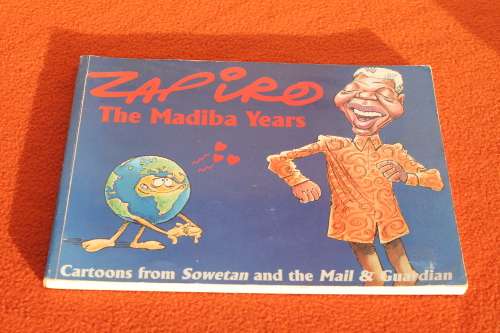 ZAPIRO
The Madiba Years
Cartoons from Sowetan and the Mail & Guardian